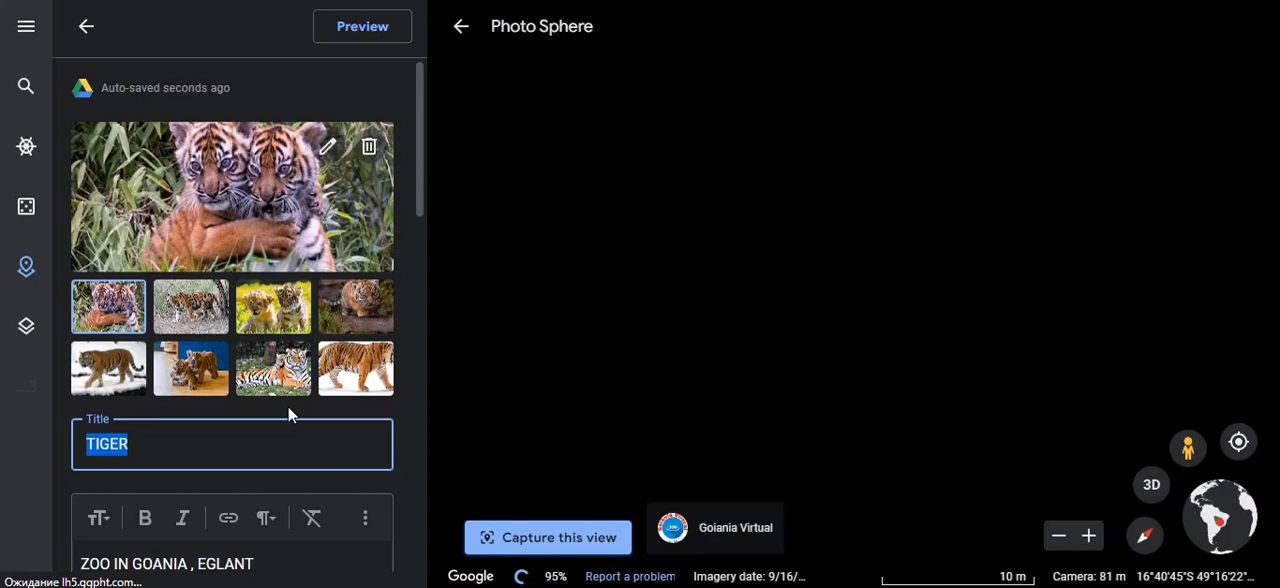 Preview
Photo Sphere
Auto-saved seconds ago
Title
TIGER
B I
ZOO IN GOANIA , EGLANT
Ожидание lh5.ggpht.com...
3D
Capture this view
Goiania Virtual
Google
95%
Report a problem
Imagery date: 9/16/...
10 m
Camera: 81 m
16°40'45"S 49°16'22"...